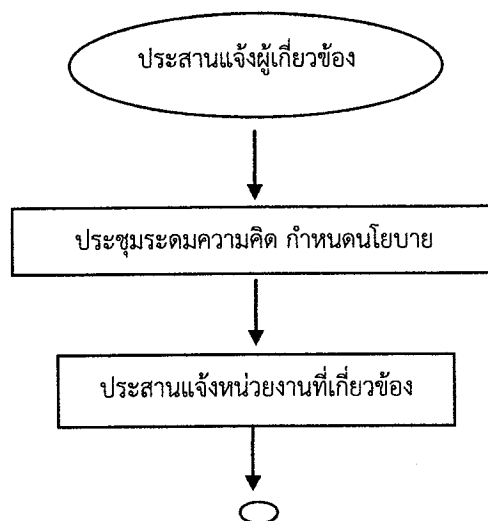 ประสานแจ้งผู้เกี่ยวข้อง
ประชุมระดมความคิด กำหนดนโยบาย
ประสานแจ้งหน่วยงานที่เกี่ยวข้อง